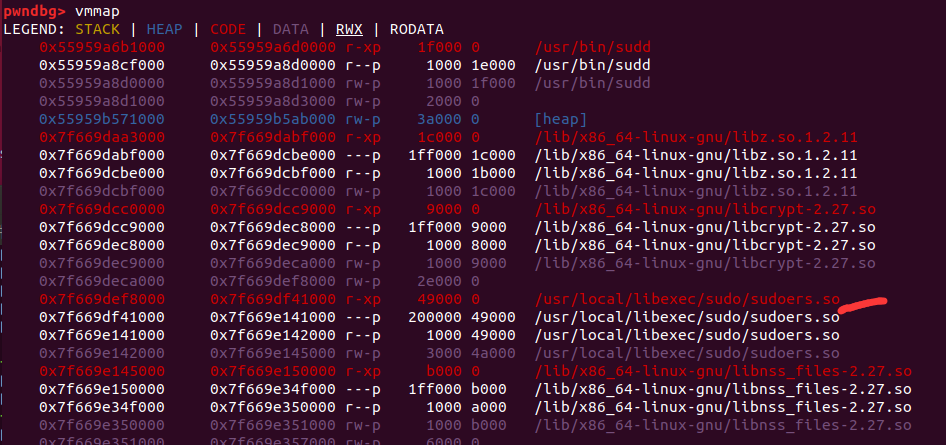 pwndbg> vmmap
LEGEND: STACK | HEAP | CODE | DATA | RWX | RODATA
0x55959a6b1000 0x55959a6d0000 r-xp 1f000 0 /usr/bin/sudd
0x55959a8cf000 0x55959a8d0000 r--p 1000 1e000 /usr/bin/sudd
0x55959a8d0000 0x55959a8d1000 rw-p 1000 1f000 /usr/bin/sudd
0x55959a8d1000 0x55959a8d3000 rw-p 2000 0
0x55959b571000 0x55959b5ab000 rw-p 3a000 0 [heap]
0x7f669daa3000 0x7f669dabf000 r-xp 1c000 0 /lib/x86_64-linux-gnu/libz.so.1.2.11
0x7f669dabf000 0x7f669dcbe000 ---p 1ff000 1c000 /lib/x86_64-linux-gnu/libz.so.1.2.11
0x7f669dcbe000 0x7f669dcbf000 r--p 1000 1b000 /lib/x86_64-linux-gnu/libz.so.1.2.11
0x7f669dcbf000 0x7f669dcc0000 rw-p 1000 1c000 /lib/x86_64-linux-gnu/libz.so.1.2.11
0x7f669dcc0000 0x7f669dcc9000 r-xp 9000 0 /lib/x86_64-linux-gnu/libcrypt-2.27.so
0x7f669dcc9000 0x7f669dec8000 ---p 1ff000 9000 /lib/x86_64-linux-gnu/libcrypt-2.27.so
0x7f669dec8000 0x7f669dec9000 r--p 1000 8000 /lib/x86_64-linux-gnu/libcrypt-2.27.so
0x7f669dec9000 0x7f669deca000 rw-p 1000 9000 /lib/x86_64-linux-gnu/libcrypt-2.27.so
0x7f669deca000 0x7f669def8000 rw-p 2e000 0
0x7f669def8000 0x7f669df41000 r-xp 49000 0 /usr/local/libexec/sudo/sudoers.so
0x7f669df41000 0x7f669e141000 ---p 200000 49000 /usr/local/libexec/sudo/sudoers.so
0x7f669e141000 0x7f669e142000 r--p 1000 49000 /usr/local/libexec/sudo/sudoers.so
0x7f669e142000 0x7f669e145000 rw-p 3000 4a000 /usr/local/libexec/sudo/sudoers.so
0x7f669e145000 0x7f669e150000 r-xp b000 0 /lib/x86_64-linux-gnu/libnss_files-2.27.so
0x7f669e150000 0x7f669e34f000 ---p 1ff000 b000 /lib/x86_64-linux-gnu/libnss_files-2.27.so
0x7f669e34f000 0x7f669e350000 r--p 1000 a000 /lib/x86_64-linux-gnu/libnss_files-2.27.so
0x7f669e350000 0x7f669e351000 rw-p 1000 b000 /lib/x86_64-linux-gnu/libnss_files-2.27.so
0x7f669e351000 0x7f669e357000 rw-p 6000 0